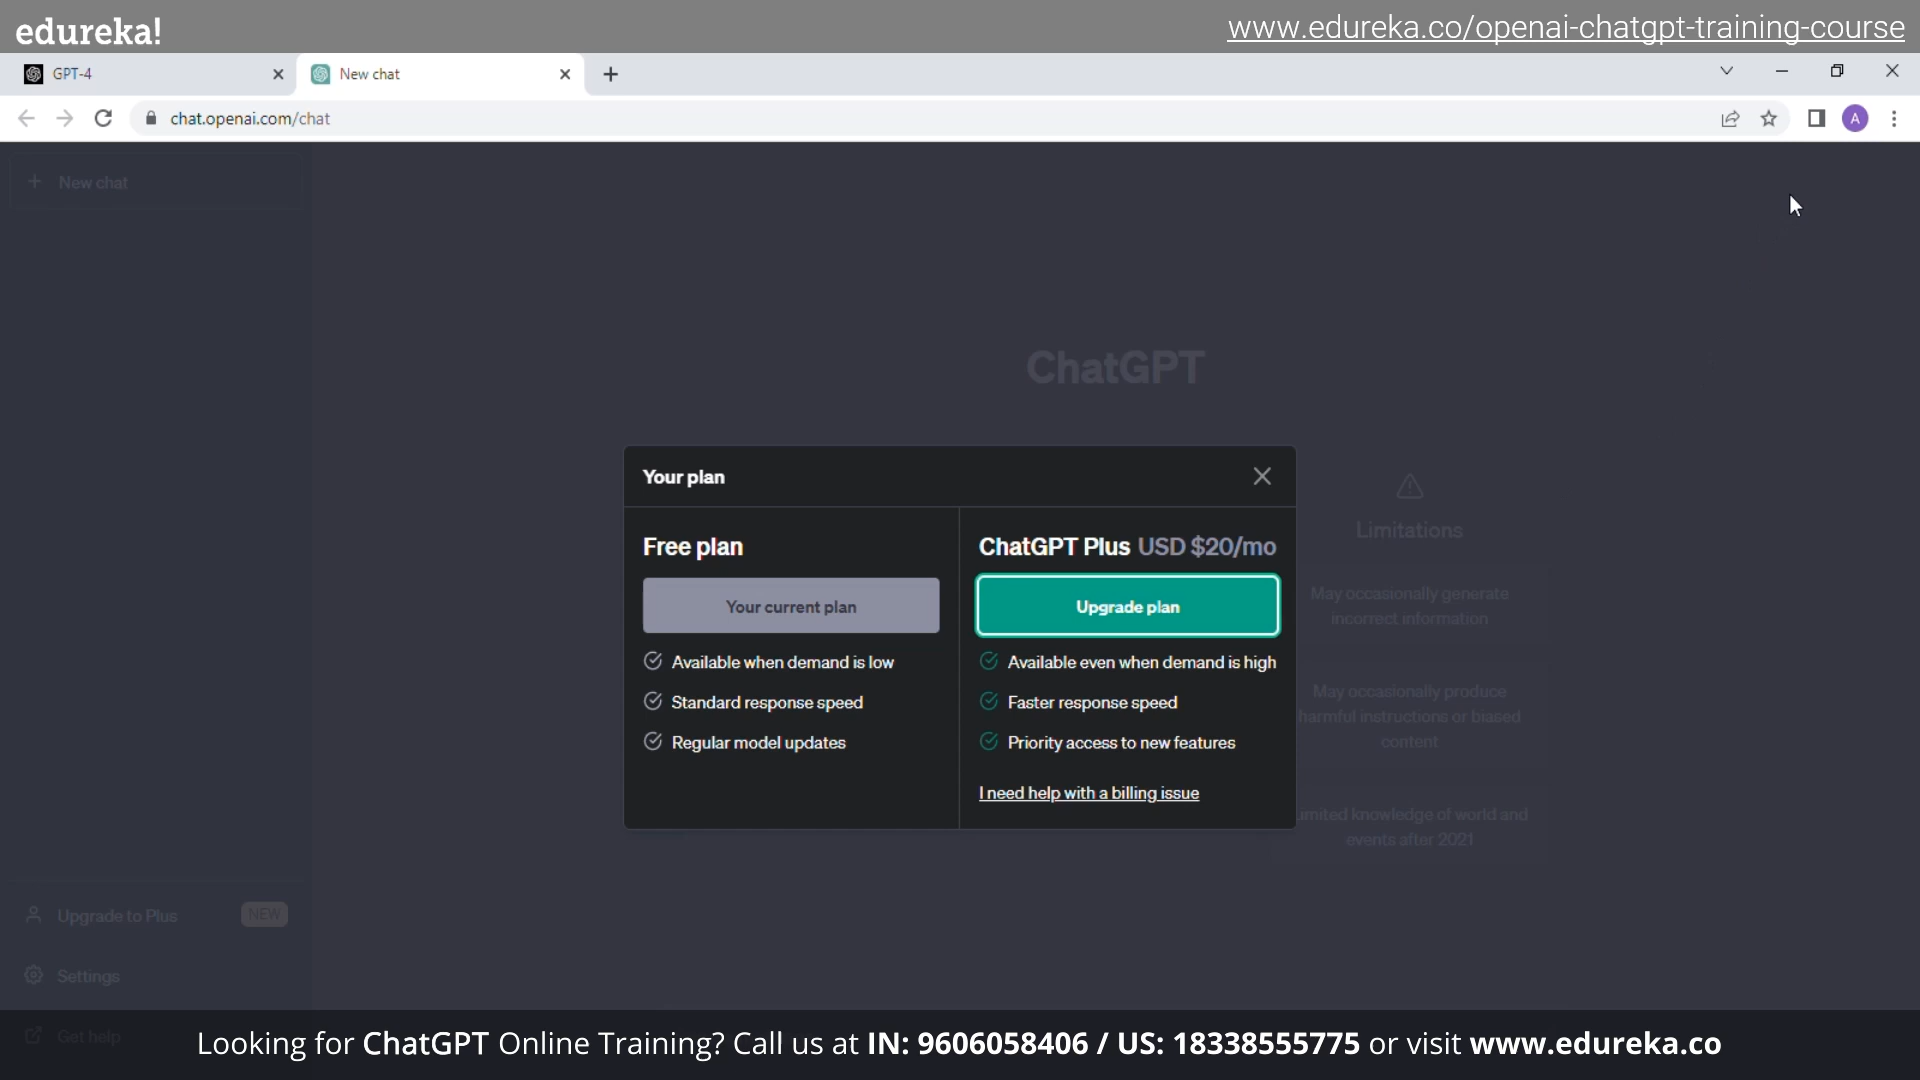 edureka!
www.edureka.co/openai-chatgpt-training-course
GPT-4
New chat
chat.openai.com/chat
A
New chat
ChatGPT
Your plan
Free plan
Your current plan
Available when demand is low
Standard response speed
Regular model updates
ChatGPT Plus USD $20/mo
Upgrade plan
Available even when demand is high
Faster response speed
Priority access to new features
I need help with a billing issue
Limitations
May occasionally generate
incorrect information
May occasionally produce
harmful instructions or biased
content
knowledge of world and
events after 2021
Upgrade to Plus NEW
Settings
Get help
Looking for ChatGPT Online Training? Call us at IN: 9606058406 / US: 18338555775 or visit www.edureka.co